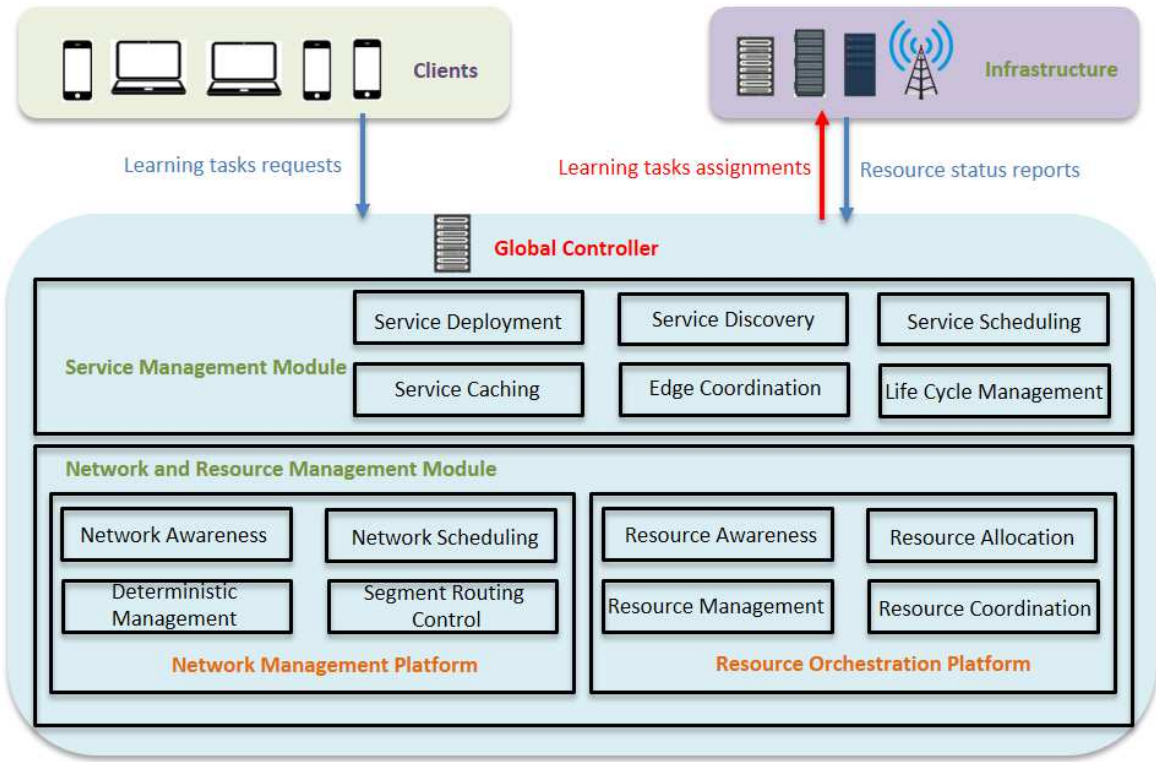 Clients
Infrastructure
Learning tasks requests
Learning tasks assignments
Resource status reports
Global Controller
Service Management Module
Service Deployment
Service Discovery
Service Scheduling
Service Caching
Edge Coordination
Life Cycle Management
Network and Resource Management Module
Network Awareness
Network Scheduling
Deterministic
Management
Segment Routing
Control
Network Management Platform
Resource Awareness
Resource Allocation
Resource Management
Resource Coordination
Resource Orchestration Platform